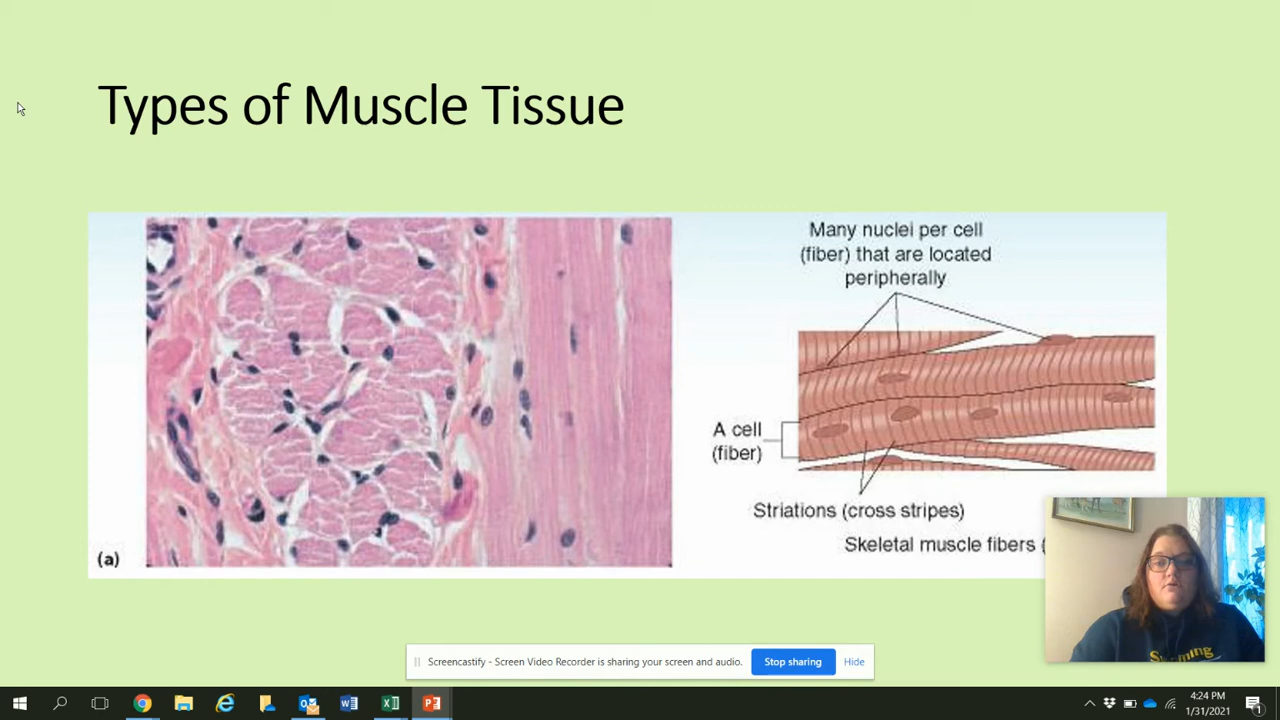 Types of Muscle Tissue
Many nuclei per cell
(fiber) that are located
peripherally
A cell
(fiber)
Striations (cross stripes)
Skeletal muscle fibers (
(a)
Screencastify - Screen Video Recorder is sharing your screen and audio.
Stop sharing
Hide
4:24 PM
1/31/2021